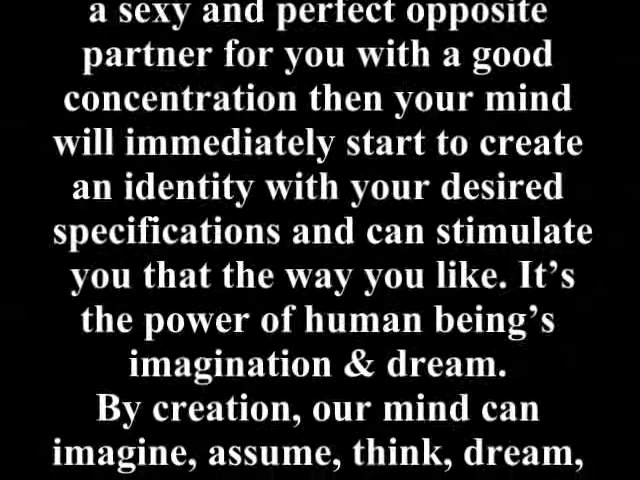 a sexy and perfect opposite
partner for you with a good
concentration then your mind
will immediately start to create
an identity with your desired
specifications and can stimulate
you that the way you like. It’s
the power of human being’s
imagination & dream.
By creation, our mind can
imagine, assume, think, dream,